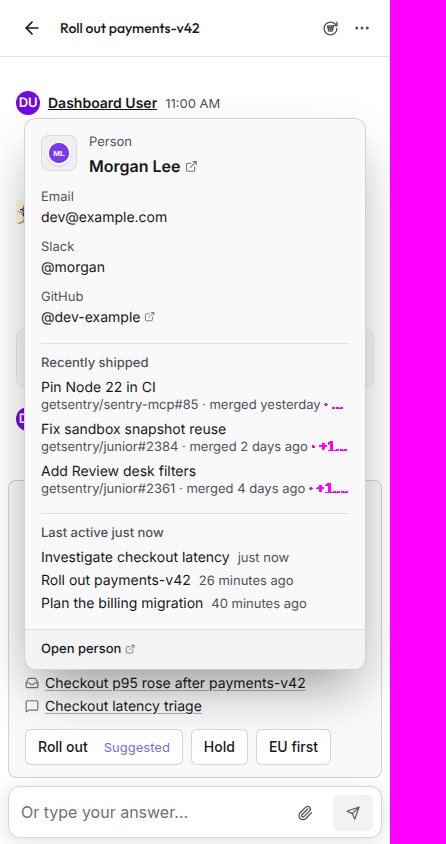 Roll out payments-v42
DU Dashboard User 11:00 AM
ML
Person
Morgan Lee
Email
dev@example.com
Slack
@morgan
GitHub
@dev-example
Recently shipped
Pin Node 22 in CI
getsentry/sentry-mcp#85 · merged yesterday · ...
Fix sandbox snapshot reuse
getsentry/junior#2384 · merged 2 days ago · +1...
Add Review desk filters
getsentry/junior#2361 · merged 4 days ago · +1...
Last active just now
Investigate checkout latency just now
Roll out payments-v42 26 minutes ago
Plan the billing migration 40 minutes ago
Open person
Checkout p95 rose after payments-v42
Checkout latency triage
Roll out Suggested Hold EU first
Or type your answer...